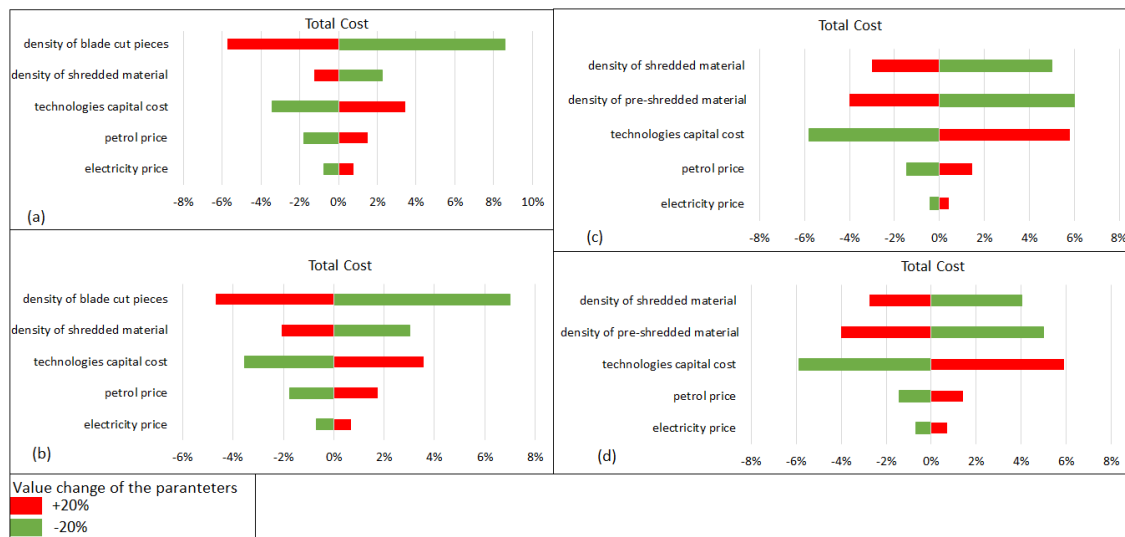 Total Cost
density of blade cut pieces
density of shredded material
technologies capital cost
petrol price
electricity price
-8% -6% -4% -2% 0% 2% 4% 6% 8% 10%
(a)
Total Cost
density of blade cut pieces
density of shredded material
technologies capital cost
petrol price
electricity price
-6% -4% -2% 0% 2% 4% 6% 8%
(b)
Total Cost
density of shredded material
density of pre-shredded material
technologies capital cost
petrol price
electricity price
-8% -6% -4% -2% 0% 2% 4% 6% 8%
(c)
Total Cost
density of shredded material
density of pre-shredded material
technologies capital cost
petrol price
electricity price
-8% -6% -4% -2% 0% 2% 4% 6% 8%
(d)
Value change of the paranteters
+20%
-20%